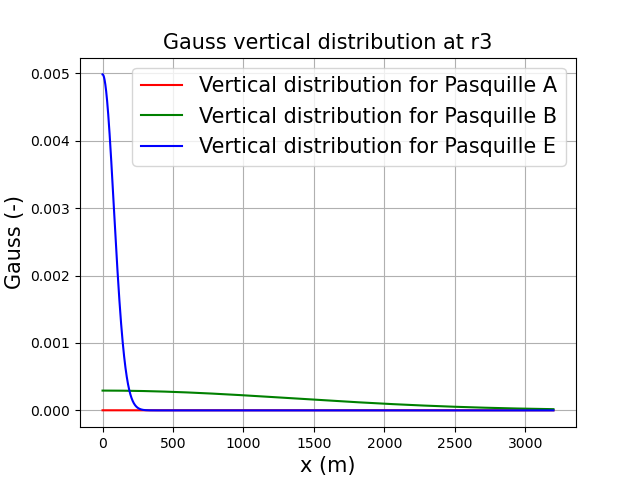 Gauss vertical distribution at r3
Vertical distribution for Pasquille A
Vertical distribution for Pasquille B
Vertical distribution for Pasquille E
Gauss (-)
0.005
0.004
0.003
0.002
0.001
0.000
0 500 1000 1500 2000 2500 3000
x (m)